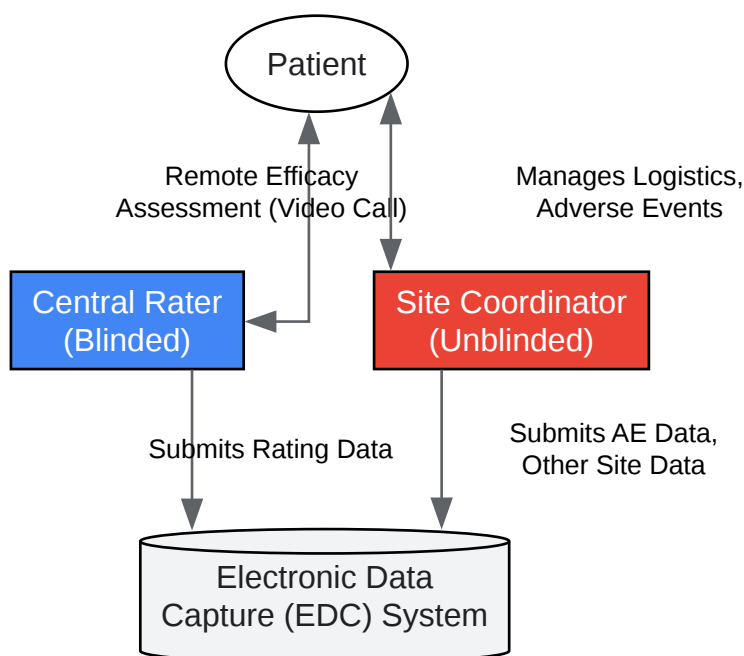 Patient
Remote Efficacy
Assessment (Video Call)
Manages Logistics,
Adverse Events
Central Rater
(Blinded)
Site Coordinator
(Unblinded)
Submits Rating Data
Submits AE Data,
Other Site Data
Electronic Data
Capture (EDC) System